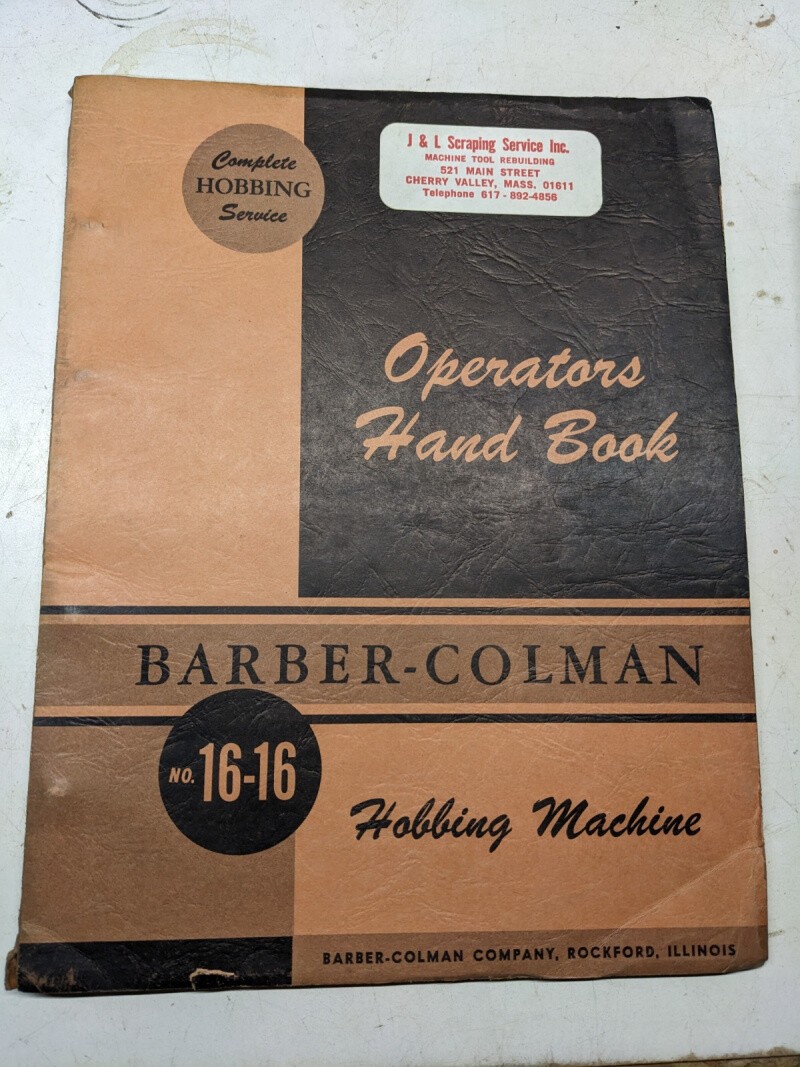 Complete
HOBBING
Service
J & L Scraping Service Inc.
MACHINE TOOL REBUILDING
521 MAIN STREET
CHERRY VALLEY, MASS. 01611
Telephone 617-892-4856
Operators
Hand Book
BARBER-COLMAN
NO. 16-16
Hobbing Machine
BARBER-COLMAN COMPANY, ROCKFORD, ILLINOIS